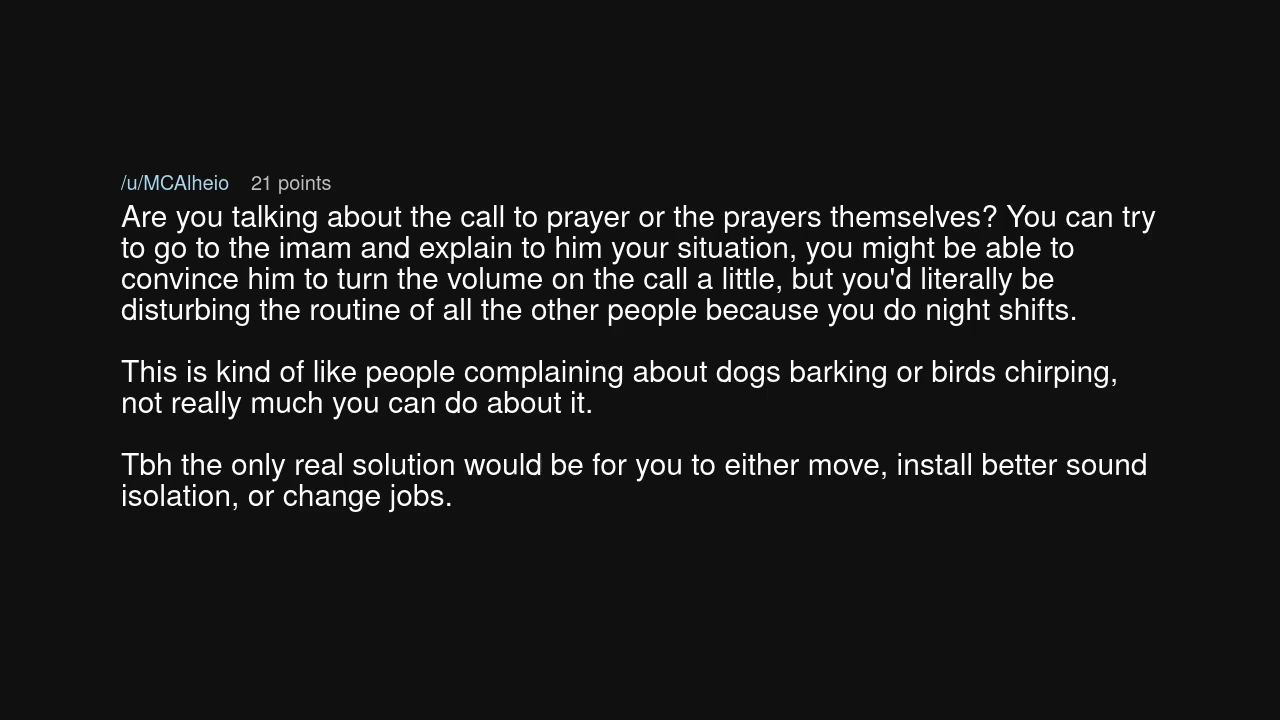 /u/MCAlheio 21 points
Are you talking about the call to prayer or the prayers themselves? You can try
to go to the imam and explain to him your situation, you might be able to
convince him to turn the volume on the call a little, but you'd literally be
disturbing the routine of all the other people because you do night shifts.
This is kind of like people complaining about dogs barking or birds chirping,
not really much you can do about it.
Tbh the only real solution would be for you to either move, install better sound
isolation, or change jobs.